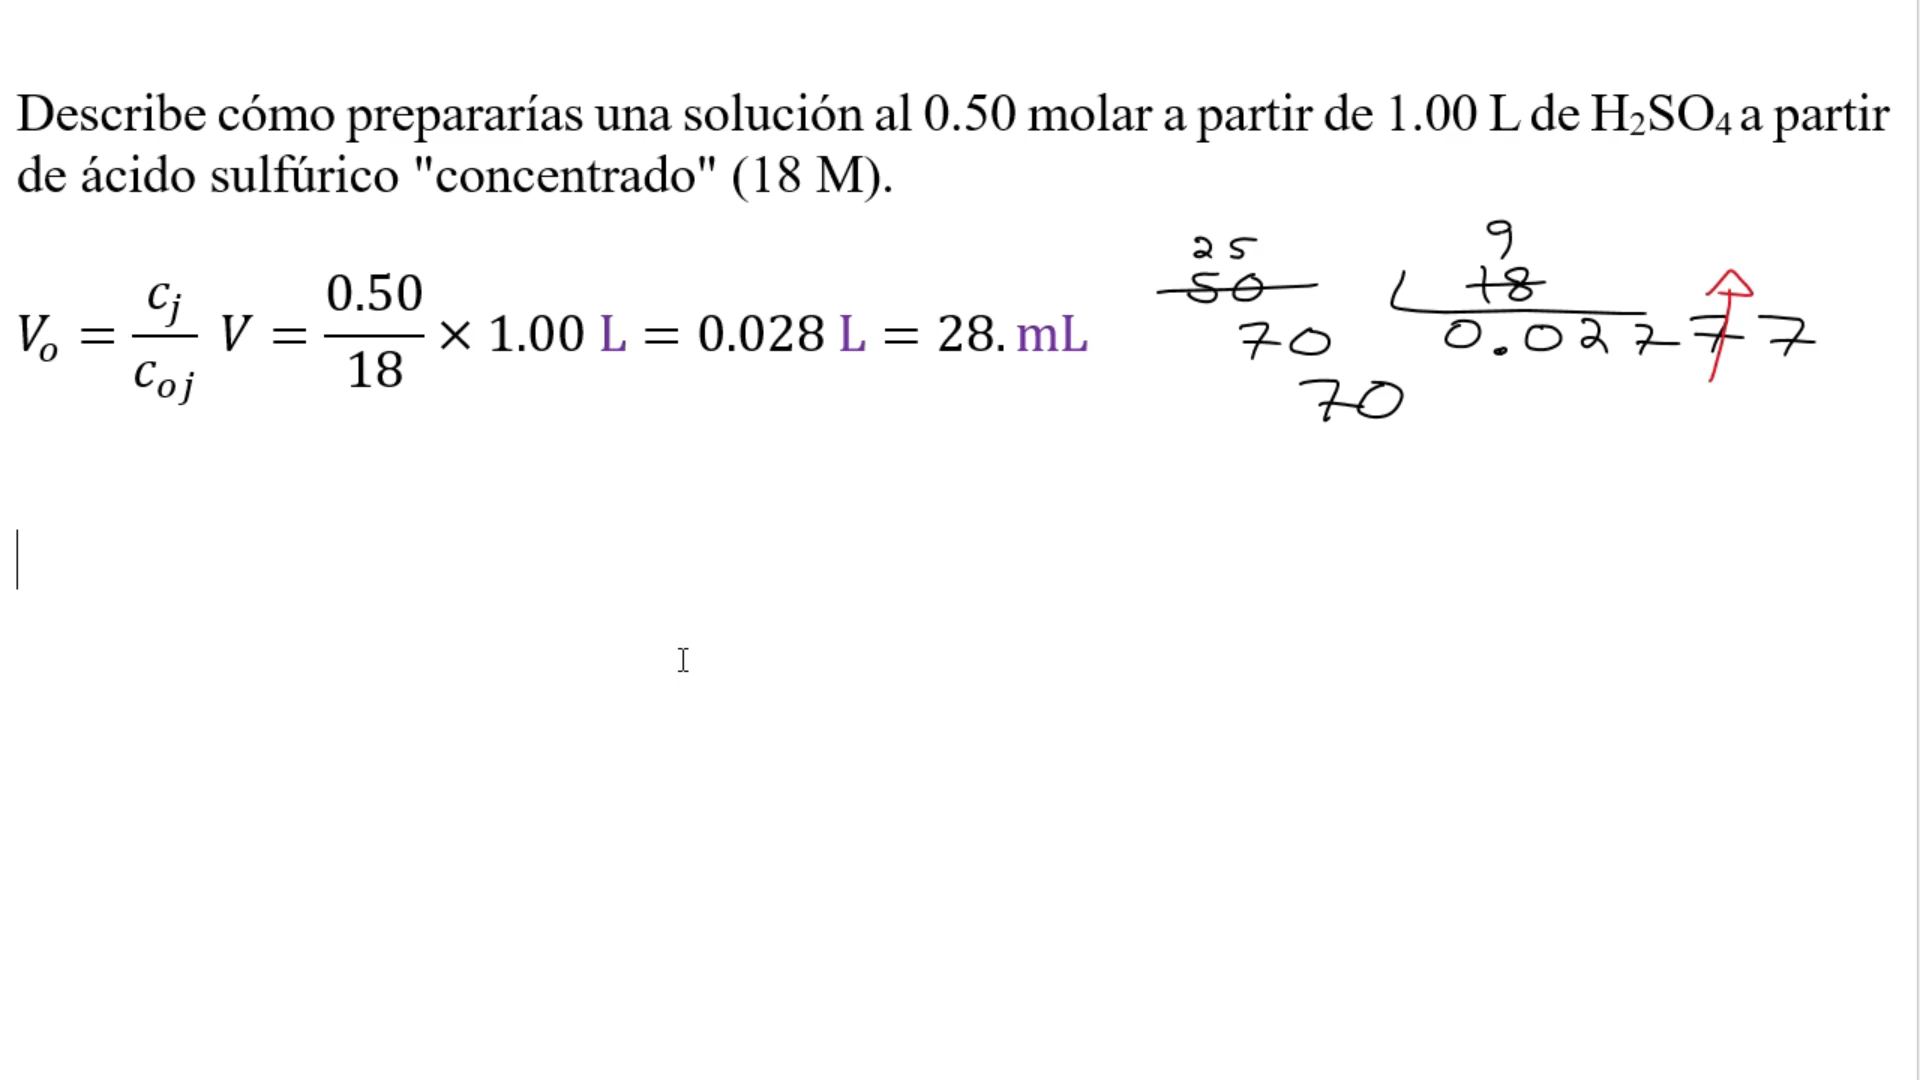 Describe cómo prepararías una solución al 0.50 molar a partir de 1.00 L de H₂SO₄ a partir
de ácido sulfúrico "concentrado" (18 M).
V₀ = cⱼ/c₀ⱼ V = 0.50/18 × 1.00 L = 0.028 L = 28. mL
25 9
50 18
70 0.02777
70